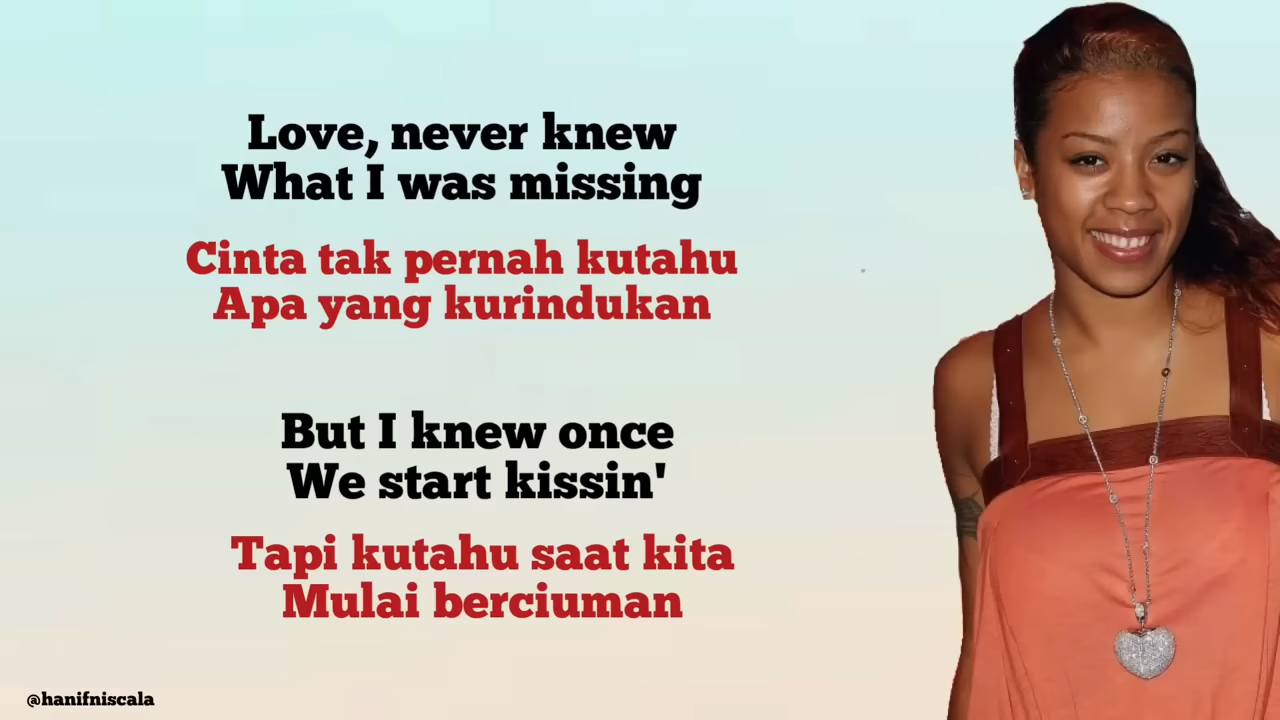 Love, never knew
What I was missing
Cinta tak pernah kutahu
Apa yang kurindukan
But I knew once
We start kissin'
Tapi kutahu saat kita
Mulai berciuman
@hanifniscala